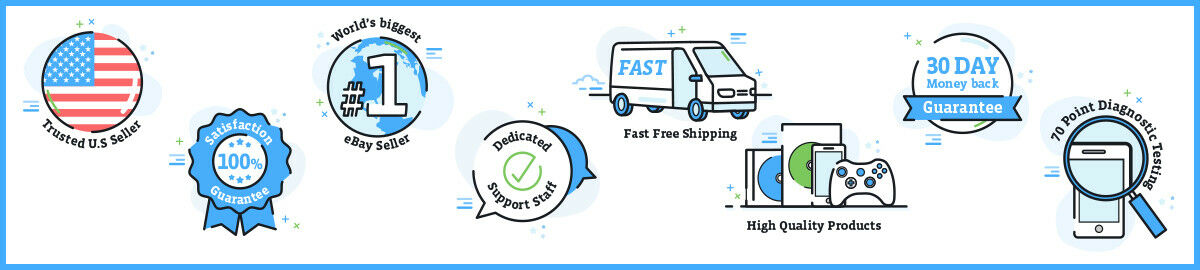 Trusted U.S Seller
Satisfaction
100%
Guarantee
World's biggest
#1
eBay Seller
Dedicated
Support Staff
FAST
Fast Free Shipping
High Quality Products
30 DAY
Money back
Guarantee
70 Point Diagnostic Testing